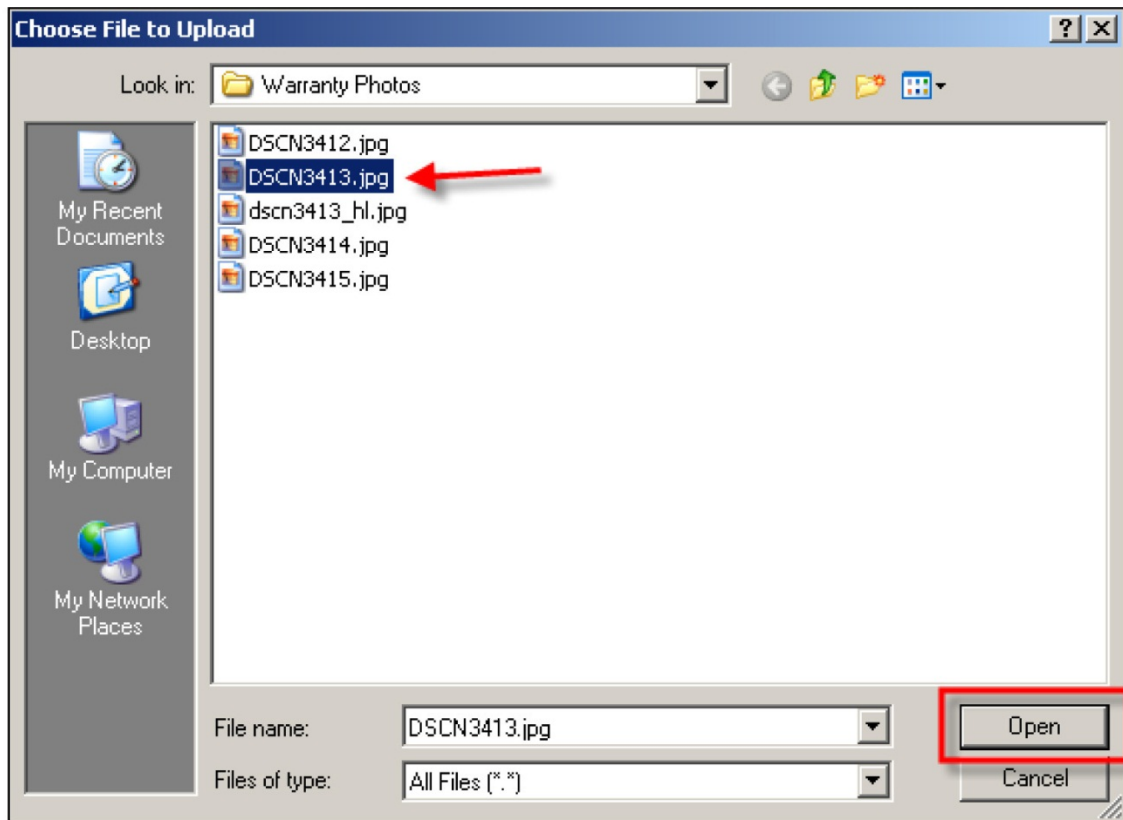 Choose File to Upload
Look in:
Warranty Photos
My Recent
Documents
Desktop
My Computer
My Network
Places
DSCN3412.jpg
DSCN3413.jpg
dscn3413_hl.jpg
DSCN3414.jpg
DSCN3415.jpg
File name:
DSCN3413.jpg
Open
Files of type:
All Files (*.*)
Cancel